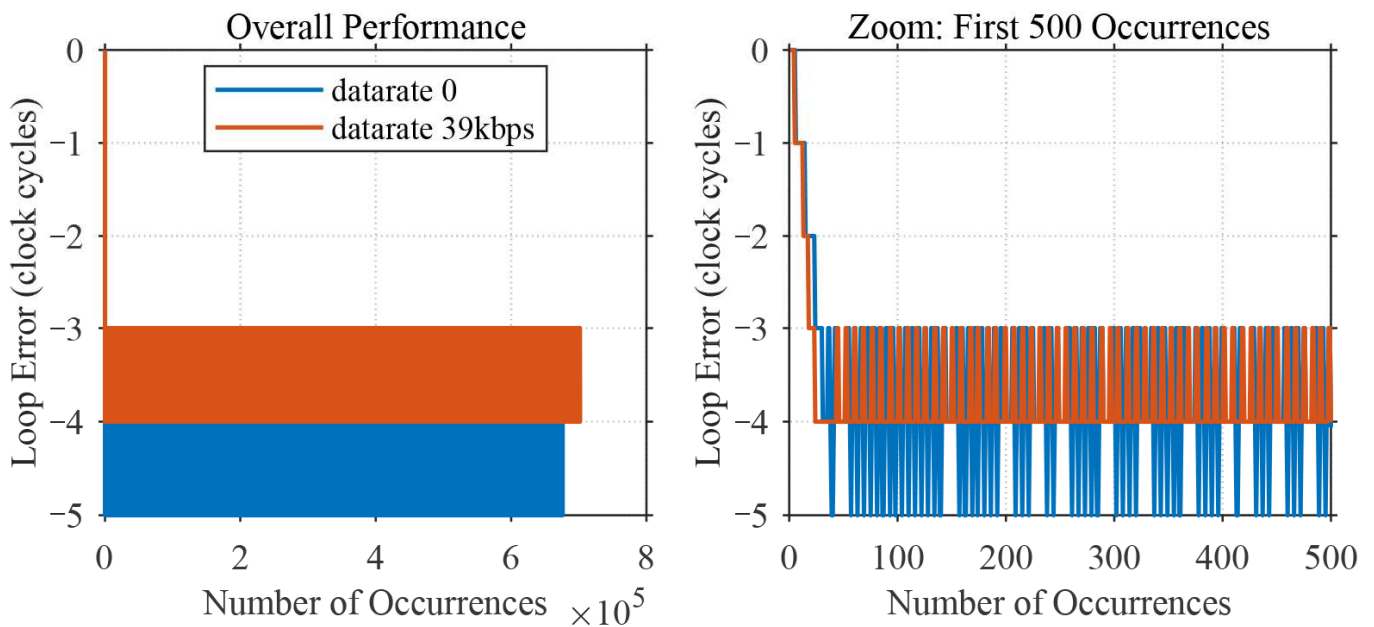 Overall Performance
0
−1
−2
−3
−4
−5
Loop Error (clock cycles)
datarate 0
datarate 39kbps
0 2 4 6 8
Number of Occurrences ×10^5
Zoom: First 500 Occurrences
0
−1
−2
−3
−4
−5
Loop Error (clock cycles)
0 100 200 300 400 500
Number of Occurrences